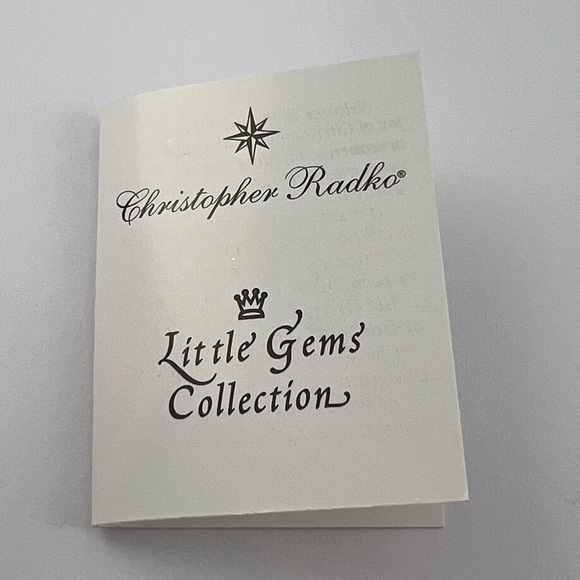 Christopher Radko®
Little Gems
Collection